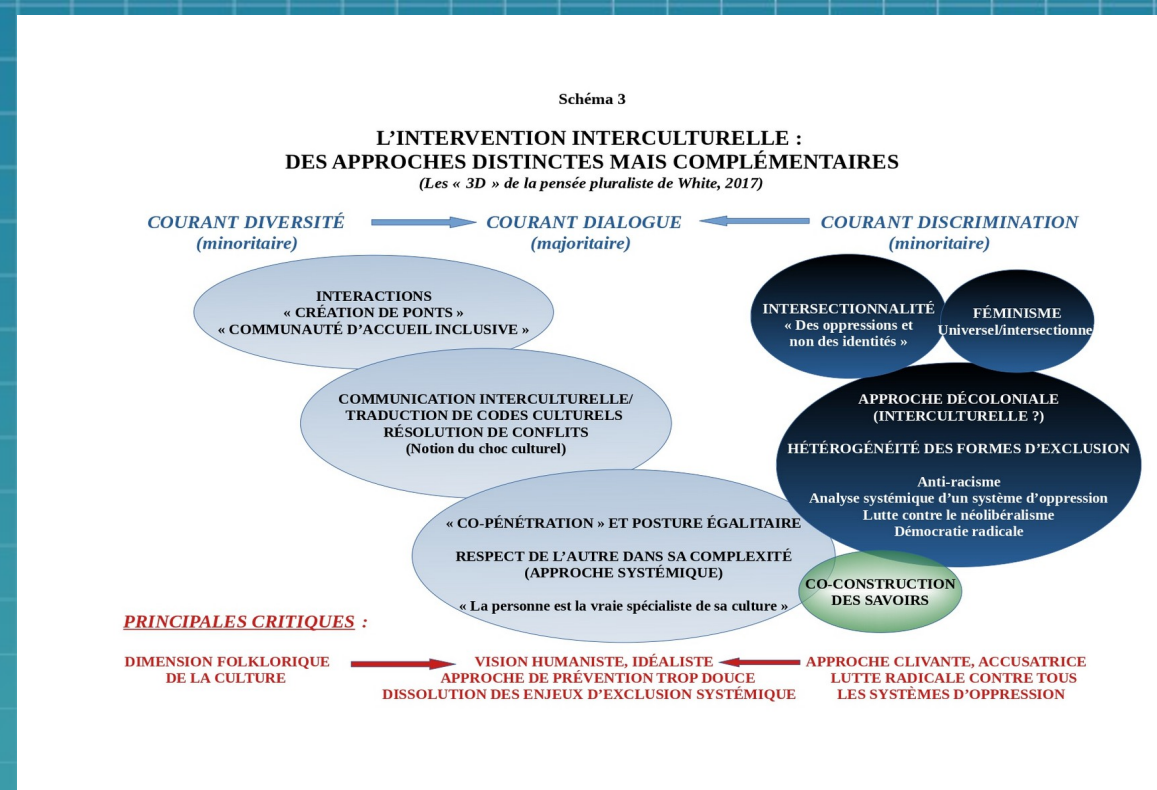 Schéma 3
L'INTERVENTION INTERCULTURELLE :
DES APPROCHES DISTINCTES MAIS COMPLÉMENTAIRES
(Les « 3D » de la pensée pluraliste de White, 2017)
COURANT DIVERSITÉ
(minoritaire)
COURANT DIALOGUE
(majoritaire)
COURANT DISCRIMINATION
(minoritaire)
INTERACTIONS
« CRÉATION DE PONTS »
« COMMUNAUTÉ D'ACCUEIL INCLUSIVE »
COMMUNICATION INTERCULTURELLE/
TRADUCTION DE CODES CULTURELS
RÉSOLUTION DE CONFLITS
(Notion du choc culturel)
« CO-PÉNÉTRATION » ET POSTURE ÉGALITAIRE
RESPECT DE L'AUTRE DANS SA COMPLEXITÉ
(APPROCHE SYSTÉMIQUE)
« La personne est la vraie spécialiste de sa culture »
INTERSECTIONNALITÉ
« Des oppressions et
non des identités »
FÉMINISME
Universel/intersectionne
APPROCHE DÉCOLONIALE
(INTERCULTURELLE ?)
HÉTÉROGÉNÉITÉ DES FORMES D'EXCLUSION
Anti-racisme
Analyse systémique d'un système d'oppression
Lutte contre le néolibéralisme
Démocratie radicale
CO-CONSTRUCTION
DES SAVOIRS
PRINCIPALES CRITIQUES :
DIMENSION FOLKLORIQUE
DE LA CULTURE
VISION HUMANISTE, IDÉALISTE
APPROCHE DE PRÉVENTION TROP DOUCE
DISSOLUTION DES ENJEUX D'EXCLUSION SYSTÉMIQUE
APPROCHE CLIVANTE, ACCUSATRICE
LUTTE RADICALE CONTRE TOUS
LES SYSTÈMES D'OPPRESSION